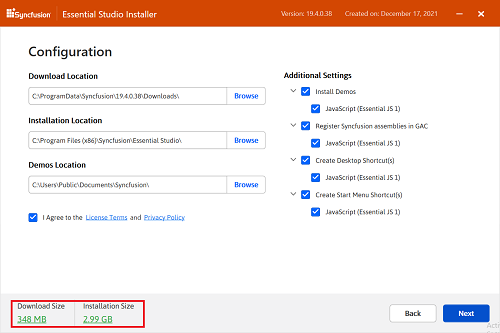 Syncfusion Essential Studio Installer Version: 19.4.0.38 Created on: December 17, 2021
Configuration
Download Location
C:\ProgramData\Syncfusion\19.4.0.38\Downloads\ Browse
Installation Location
C:\Program Files (x86)\Syncfusion\Essential Studio\ Browse
Demos Location
C:\Users\Public\Documents\Syncfusion\ Browse
I Agree to the License Terms and Privacy Policy
Additional Settings
Install Demos
JavaScript (Essential JS 1)
Register Syncfusion assemblies in GAC
JavaScript (Essential JS 1)
Create Desktop Shortcut(s)
JavaScript (Essential JS 1)
Create Start Menu Shortcut(s)
JavaScript (Essential JS 1)
Download Size Installation Size
348 MB 2.99 GB
Back Next